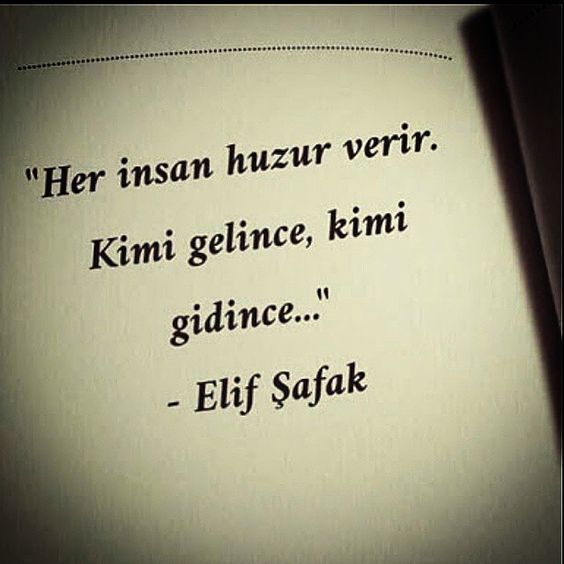 "Her insan huzur verir.
Kimi gelince, kimi
gidince..."
- Elif Şafak